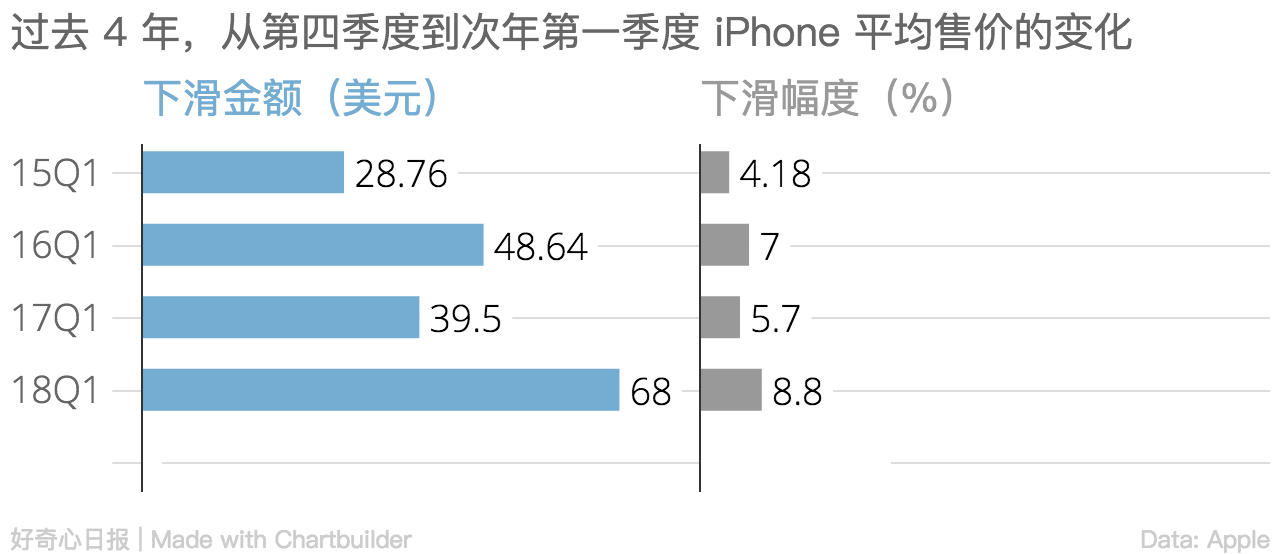 过去 4 年，从第四季度到次年第一季度 iPhone 平均售价的变化
下滑金额（美元） 下滑幅度（%）
15Q1 28.76 4.18
16Q1 48.64 7
17Q1 39.5 5.7
18Q1 68 8.8
好奇心日报 | Made with Chartbuilder Data: Apple